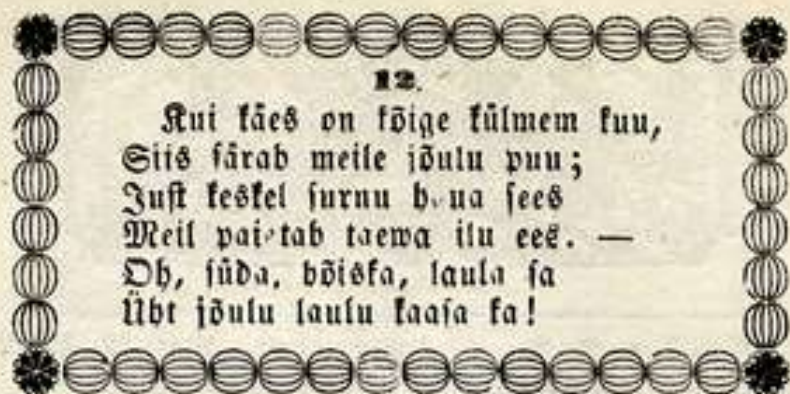 12.
Kui käes on kõige külmem kuu,
Siis särab meile jõulu puu;
Just keskel surnu haua sees
Meil paistab taewa ilu ees. —
Oh, süda, hõiska, laula sa
Üht jõulu laulu kaasa ka!